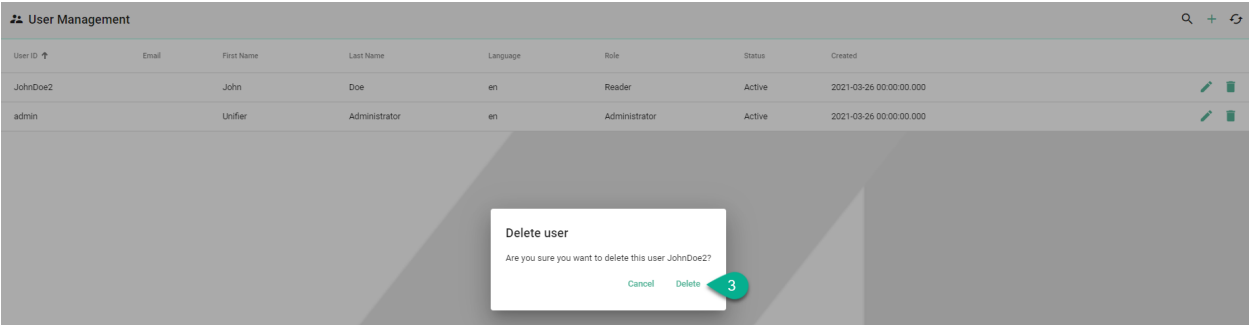 User Management
User ID Email First Name Last Name Language Role Status Created
JohnDoe2 John Doe en Reader Active 2021-03-26 00:00:00.000
admin Unifier Administrator en Administrator Active 2021-03-26 00:00:00.000
Delete user
Are you sure you want to delete this user JohnDoe2?
Cancel Delete 3